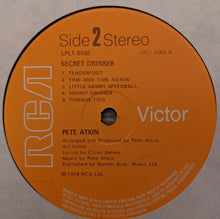 Side 2 Stereo
LPL1 5062
LPL1 5062 B
SECRET DRINKER
1 TENDERFOOT
2 TIME AND TIME AGAIN
3 LITTLE SAMMY SPEEDBALL
4 SECRET DRINKER
5 TONGUE-TIED
RCA
Victor
PETE ATKIN
Arranged and Produced by Pete Atkin
All titles:
Lyrics by Clive James
Music by Pete Atkin
Published by Warner Bros. Music, Ltd.
℗ 1974 RCA Ltd.